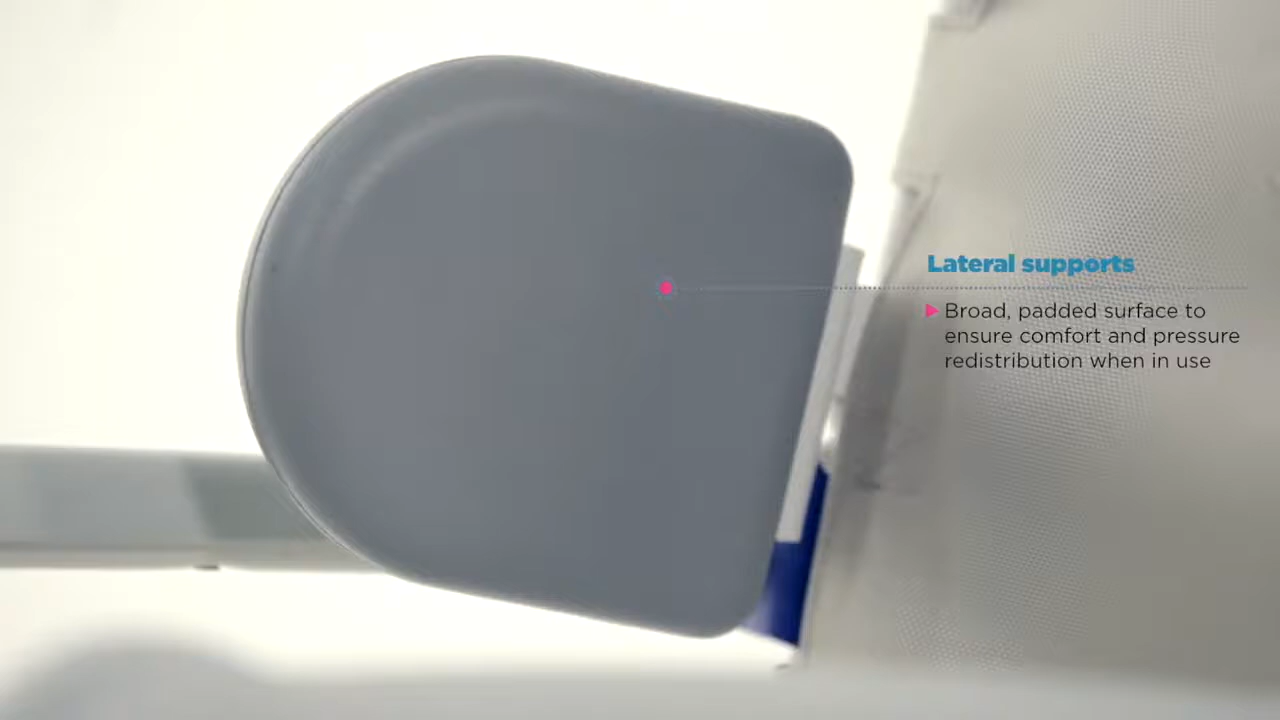 Lateral supports
Broad, padded surface to
ensure comfort and pressure
redistribution when in use